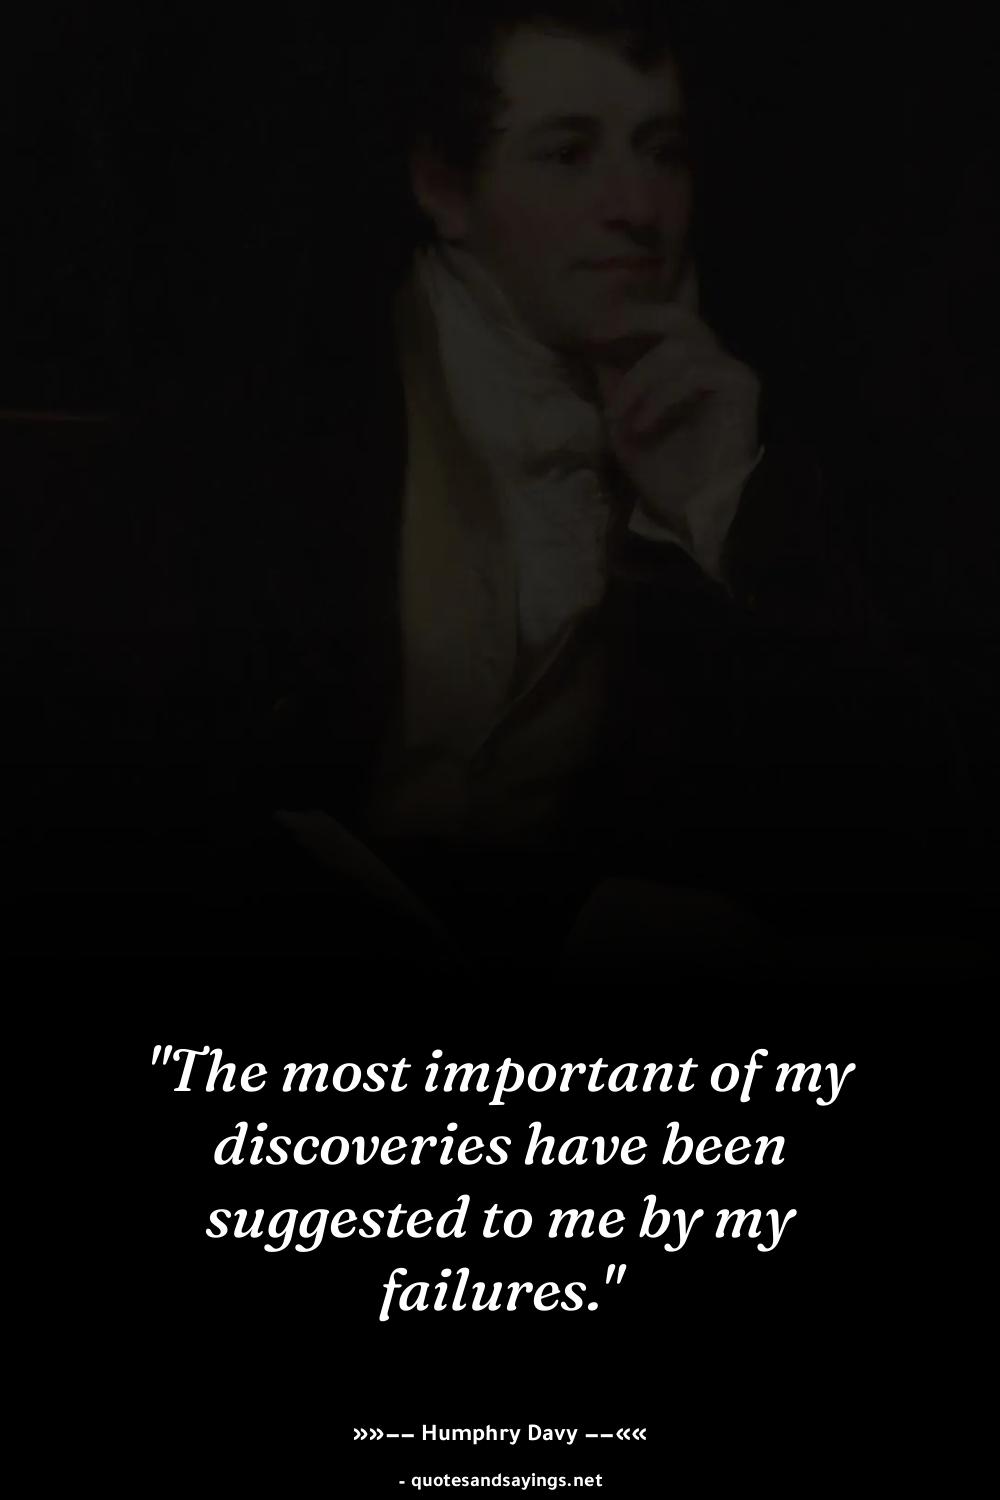 "The most important of my
discoveries have been
suggested to me by my
failures."
»»−− Humphry Davy −−««
- quotesandsayings.net